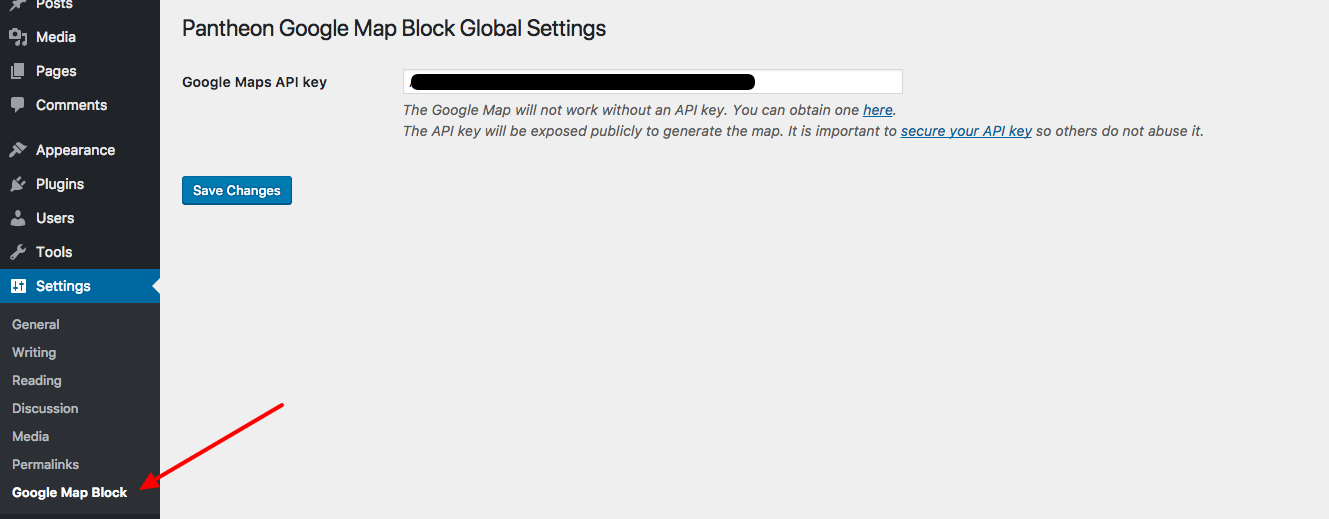 Posts
Media
Pages
Comments
Appearance
Plugins
Users
Tools
Settings
General
Writing
Reading
Discussion
Media
Permalinks
Google Map Block
Pantheon Google Map Block Global Settings
Google Maps API key
The Google Map will not work without an API key. You can obtain one here.
The API key will be exposed publicly to generate the map. It is important to secure your API key so others do not abuse it.
Save Changes